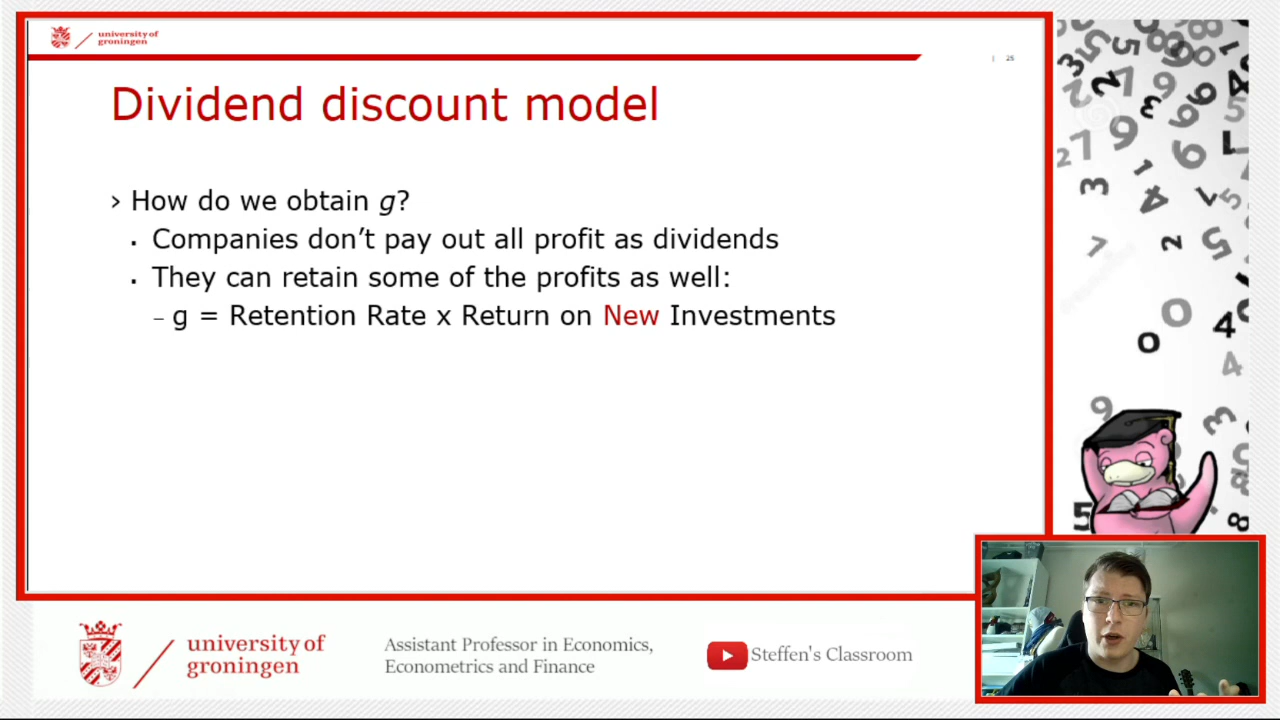 university of
groningen
| 25
Dividend discount model
› How do we obtain g?
▪ Companies don’t pay out all profit as dividends
▪ They can retain some of the profits as well:
– g = Retention Rate x Return on New Investments
university of
groningen
Assistant Professor in Economics,
Econometrics and Finance
Steffen's Classroom